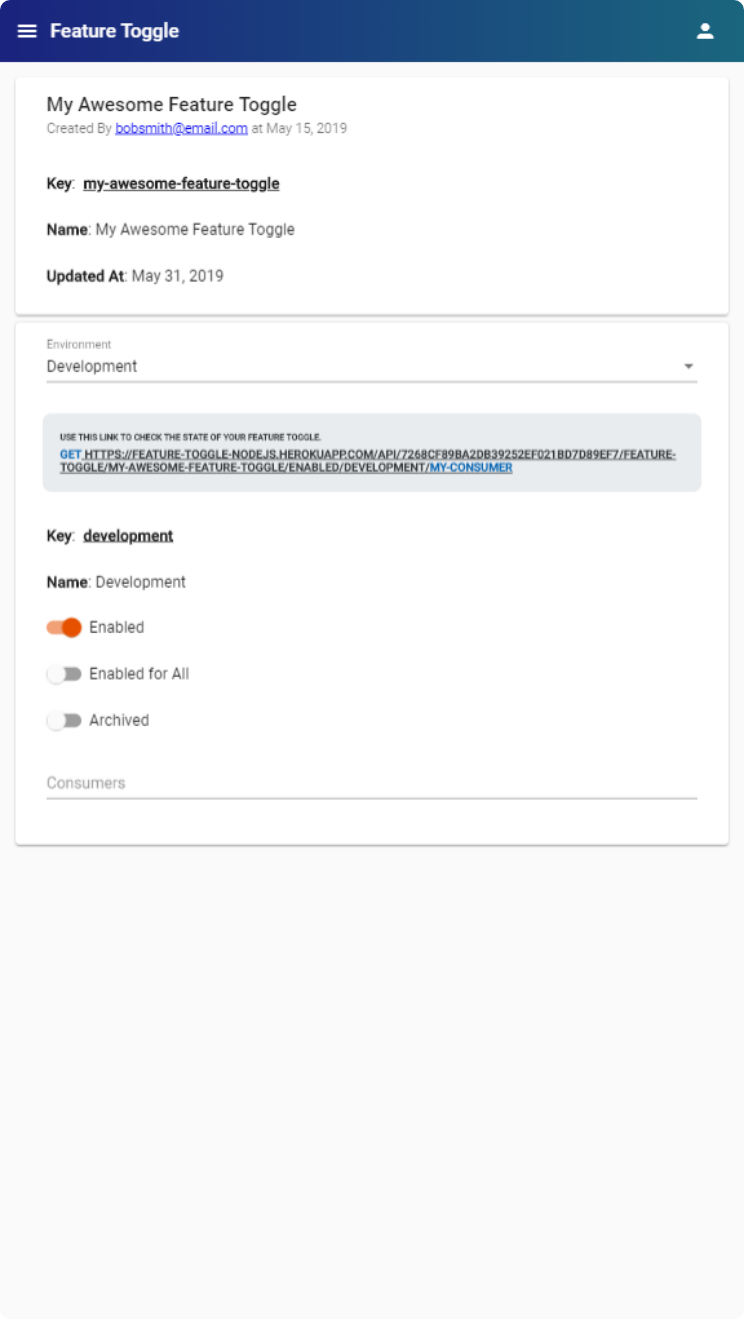 Feature Toggle
My Awesome Feature Toggle
Created By bobsmith@email.com at May 15, 2019
Key: my-awesome-feature-toggle
Name: My Awesome Feature Toggle
Updated At: May 31, 2019
Environment
Development
USE THIS LINK TO CHECK THE STATE OF YOUR FEATURE TOGGLE.
GET HTTPS://FEATURE-TOGGLE-NODEJS.HEROKUAPP.COM/API/7268CF89BA2DB39252EF021BD7D89EF7/FEATURE-
TOGGLE/MY-AWESOME-FEATURE-TOGGLE/ENABLED/DEVELOPMENT/MY-CONSUMER
Key: development
Name: Development
Enabled
Enabled for All
Archived
Consumers